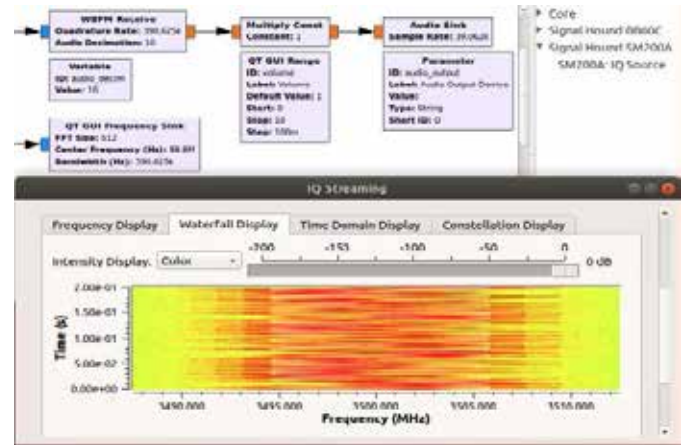 WBFM Receive
Quadrature Rate: 390.625k
Audio Decimation: 10
Multiply Const
Constant: 1
Audio Sink
Sample Rate: 39.062k
Core
Signal Hound BB60C
Signal Hound SM200A
SM200A: IQ Source
Variable
ID: audio_decim
Value: 10
QT GUI Range
ID: volume
Label: Volume
Default Value: 1
Start: 0
Stop: 10
Step: 100m
Parameter
ID: audio_output
Label: Audio Output Device
Value:
Type: String
Short ID: O
QT GUI Frequency Sink
FFT Size: 512
Center Frequency (Hz):
Bandwidth (Hz): 390.625k
IQ Streaming
Frequency Display
Waterfall Display
Time Domain Display
Constellation Display
Intensity Display: Color
-200 -150 -100 -50 0
0 dB
2.00e-01
1.50e-01
1.00e-01
5.00e-02
0.00e+00
Time (s)
3490.000 3495.000 3500.000 3505.000 3510.000
Frequency (MHz)